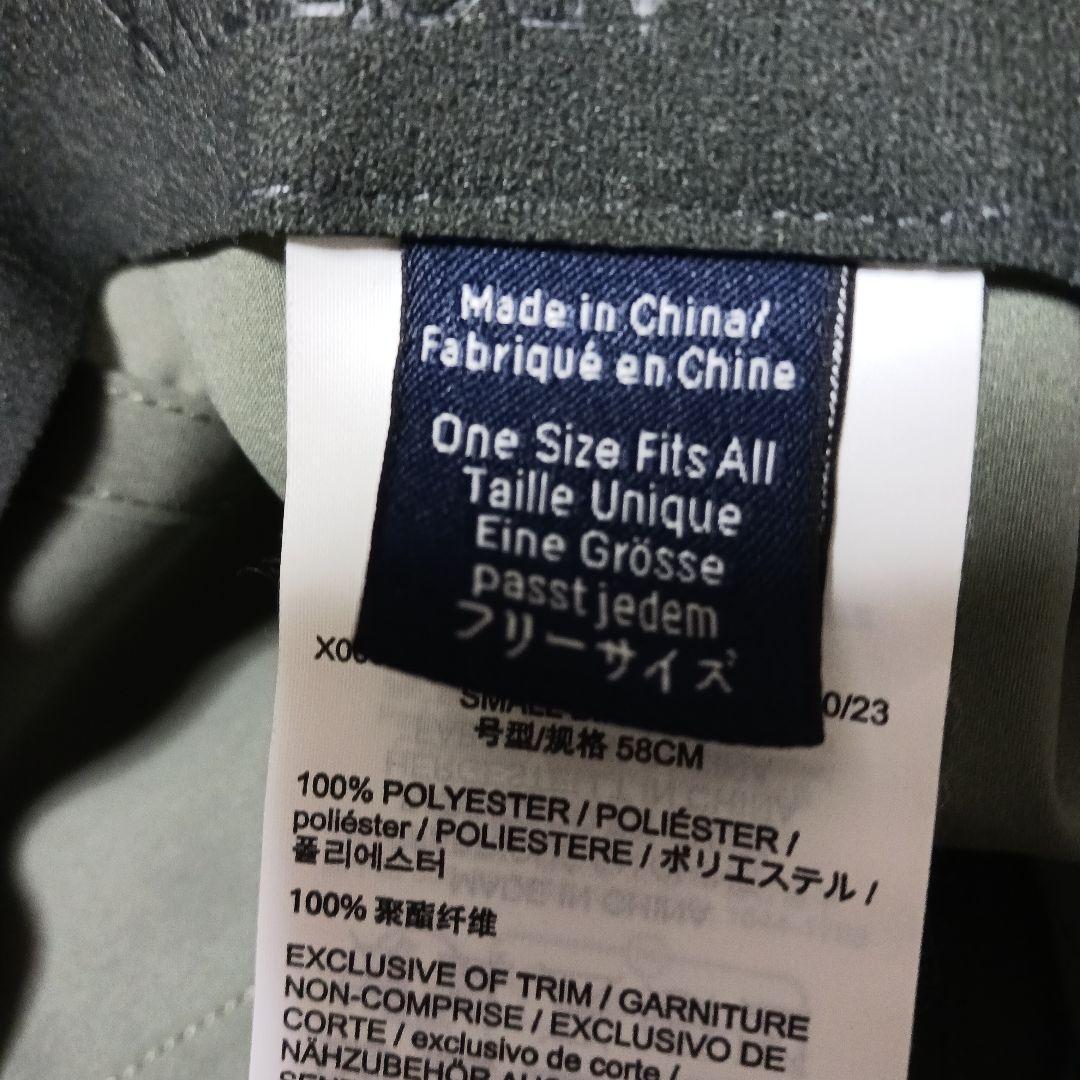 Made in China/
Fabriqué en Chine
One Size Fits All
Taille Unique
Eine Grösse
passt jedem
フリーサイズ
0/23
号型/规格 58CM
100% POLYESTER / POLIÉSTER /
poliéster / POLIESTERE / ポリエステル /
폴리에스터
100% 聚酯纤维
EXCLUSIVE OF TRIM / GARNITURE
NON-COMPRISE / EXCLUSIVO DE
CORTE / exclusivo de corte /
NÄHZUBEHÖR